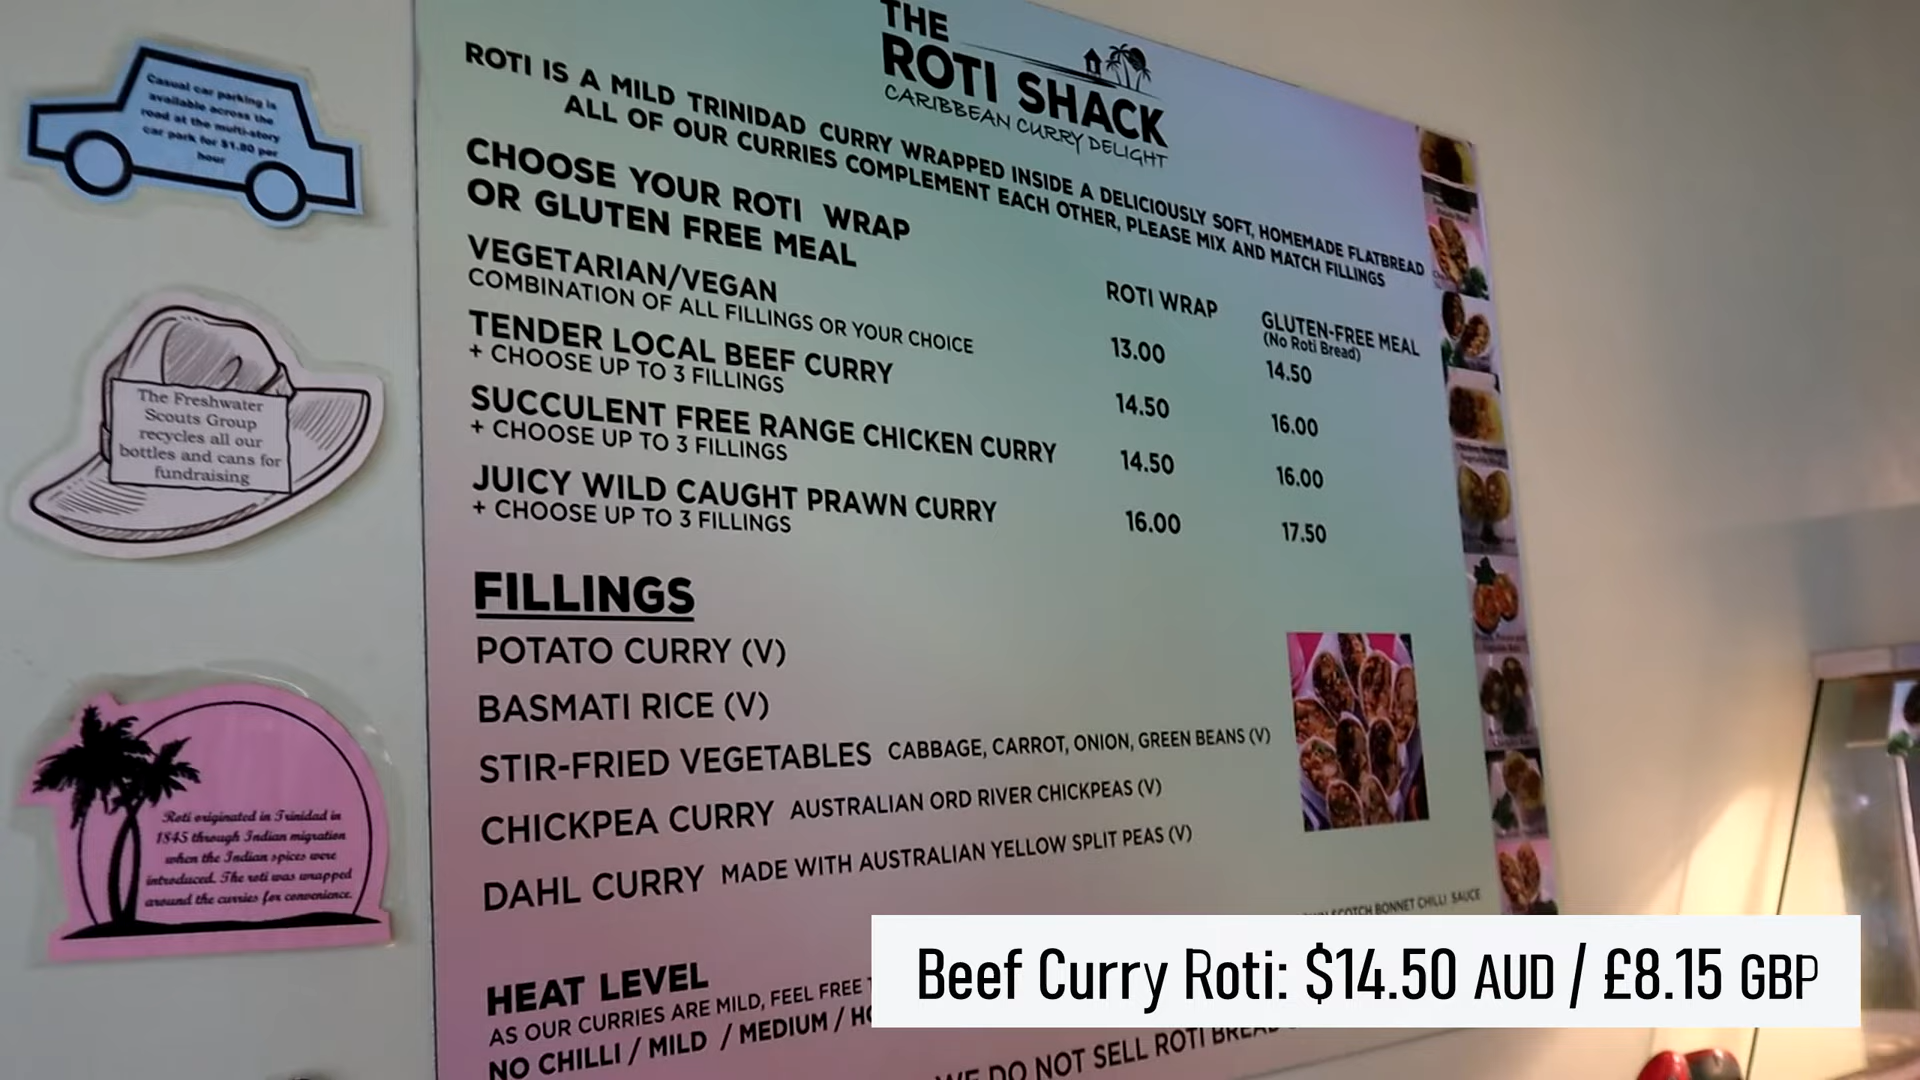 Casual car parking is
available across the
road at the multi-story
car park for $1.80 per
hour
The Freshwater
Scouts Group
recycles all our
bottles and cans for
fundraising
Roti originated in Trinidad in
1845 through Indian migration
when the Indian spices were
introduced. The roti was wrapped
around the curries for convenience.
THE
ROTI SHACK
CARIBBEAN CURRY DELIGHT
ROTI IS A MILD TRINIDAD CURRY WRAPPED INSIDE A DELICIOUSLY SOFT, HOMEMADE FLATBREAD
ALL OF OUR CURRIES COMPLEMENT EACH OTHER, PLEASE MIX AND MATCH FILLINGS
CHOOSE YOUR ROTI WRAP
OR GLUTEN FREE MEAL
ROTI WRAP
GLUTEN-FREE MEAL
(No Roti Bread)
VEGETARIAN/VEGAN 13.00 14.50
COMBINATION OF ALL FILLINGS OR YOUR CHOICE
TENDER LOCAL BEEF CURRY 14.50 16.00
+ CHOOSE UP TO 3 FILLINGS
SUCCULENT FREE RANGE CHICKEN CURRY 14.50 16.00
+ CHOOSE UP TO 3 FILLINGS
JUICY WILD CAUGHT PRAWN CURRY 16.00 17.50
+ CHOOSE UP TO 3 FILLINGS
FILLINGS
POTATO CURRY (V)
BASMATI RICE (V)
STIR-FRIED VEGETABLES CABBAGE, CARROT, ONION, GREEN BEANS (V)
CHICKPEA CURRY AUSTRALIAN ORD RIVER CHICKPEAS (V)
DAHL CURRY MADE WITH AUSTRALIAN YELLOW SPLIT PEAS (V)
SCOTCH BONNET CHILLI SAUCE
HEAT LEVEL
AS OUR CURRIES ARE MILD, FEEL FREE
NO CHILLI / MILD / MEDIUM /
WE DO NOT SELL ROTI BREAD
Beef Curry Roti: $14.50 AUD / £8.15 GBP